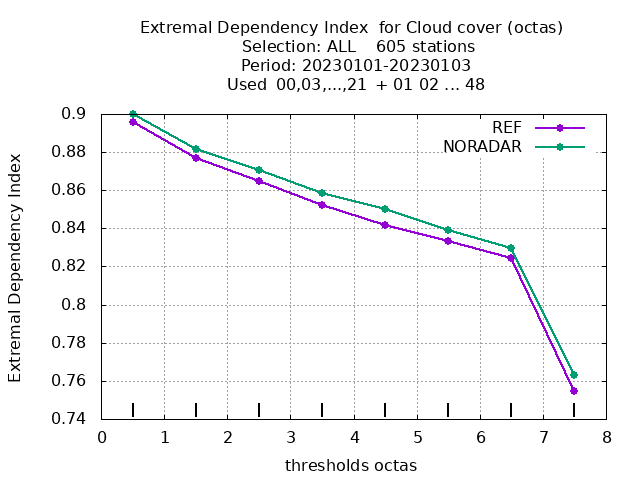 Extremal Dependency Index  for Cloud cover (octas)
Selection: ALL    605 stations
Period: 20230101-20230103
Used  00,03,...,21  + 01 02 ... 48
REF
NORADAR
Extremal Dependency Index
0.9
0.88
0.86
0.84
0.82
0.8
0.78
0.76
0.74
0 1 2 3 4 5 6 7 8
thresholds octas